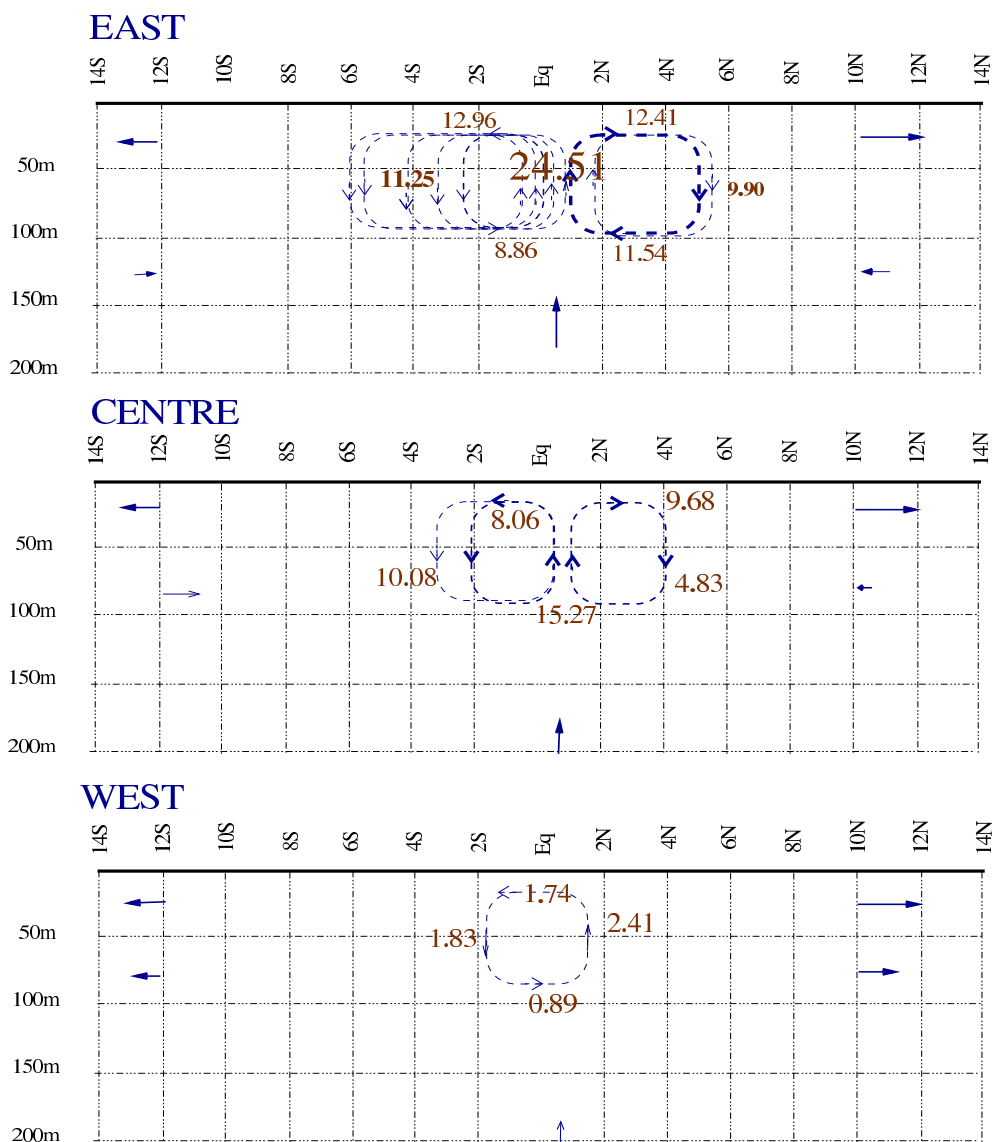 EAST
14S 12S 10S 8S 6S 4S 2S Eq 2N 4N 6N 8N 10N 12N 14N
12.96 12.41
50m 24.51
11.25 9.90
100m
8.86 11.54
150m
200m
CENTRE
14S 12S 10S 8S 6S 4S 2S Eq 2N 4N 6N 8N 10N 12N 14N
9.68
8.06
50m
10.08 4.83
100m 15.27
150m
200m
WEST
14S 12S 10S 8S 6S 4S 2S Eq 2N 4N 6N 8N 10N 12N 14N
1.74
2.41
50m 1.83
100m 0.89
150m
200m